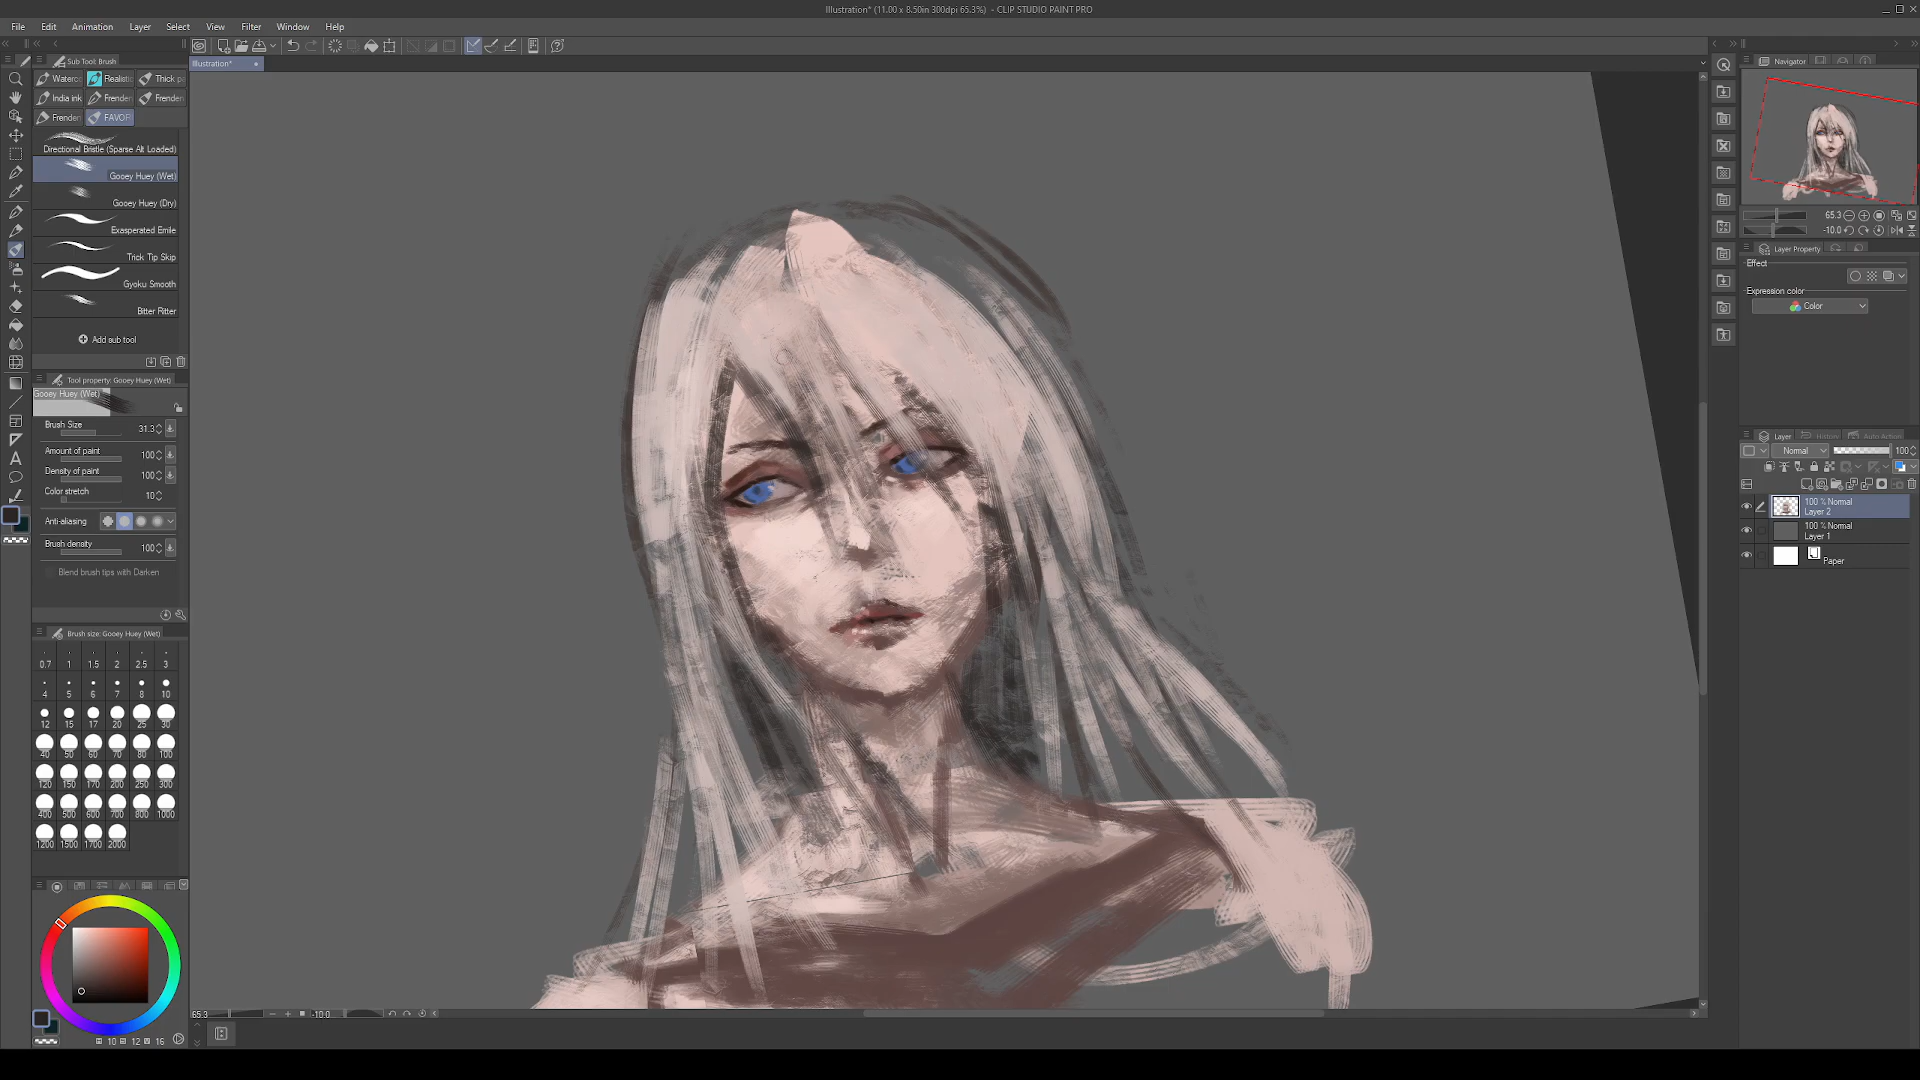 Illustration* (11.00 x 8.50in 300dpi 65.3%) - CLIP STUDIO PAINT PRO
File Edit Animation Layer Select View Filter Window Help
Sub Tool: Brush
Illustration*
Navigator
Waterc Realistic Thick p
India ink Frender Frender
Frender FAVOR
Directional Bristle (Sparse Alt Loaded)
Gooey Huey (Wet)
Gooey Huey (Dry)
Exasperated Emile
Trick Tip Skip
Gyoku Smooth
Bitter Ritter
Add sub tool
Tool property: Gooey Huey (Wet)
Gooey Huey (Wet)
Brush Size 31.3
Amount of paint 100
Density of paint 100
Color stretch 10
Anti-aliasing
Brush density 100
Blend brush tips with Darken
Brush size: Gooey Huey (Wet)
0.7 1 1.5 2 2.5 3
4 5 6 7 8 10
12 15 17 20 25 30
40 50 60 70 80 100
120 150 170 200 250 300
400 500 600 700 800 1000
1200 1500 1700 2000
10 12 16
65.3 -10.0
65.3
-10.0
Layer Property
Effect
Expression color
Color
Layer History Auto Action
Normal 100
100 % Normal
Layer 2
100 % Normal
Layer 1
Paper